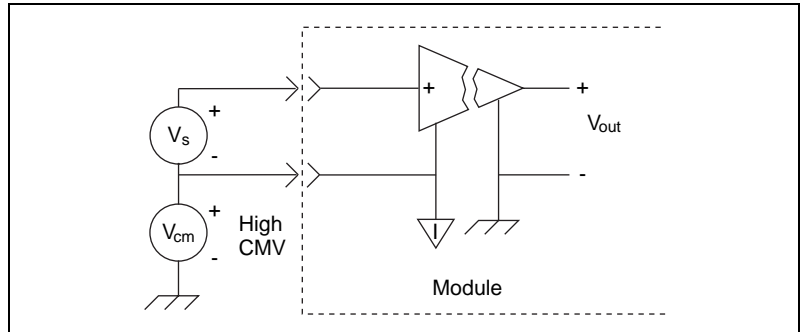 +
+
+
Vout
Vs
-
-
+
Vcm
High
CMV
-
I
Module